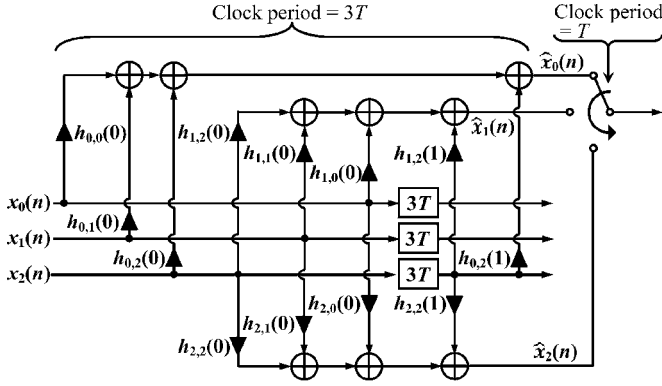 Clock period = 3T
Clock period
= T
x̂₀(n)
h₀,₀(0)
h₁,₂(0)
h₁,₁(0)
h₁,₀(0)
h₁,₂(1)
x̂₁(n)
x₀(n)
3T
h₀,₁(0)
x₁(n)
3T
h₀,₂(0)
x₂(n)
3T
h₀,₂(1)
h₂,₂(0)
h₂,₁(0)
h₂,₀(0)
h₂,₂(1)
x̂₂(n)